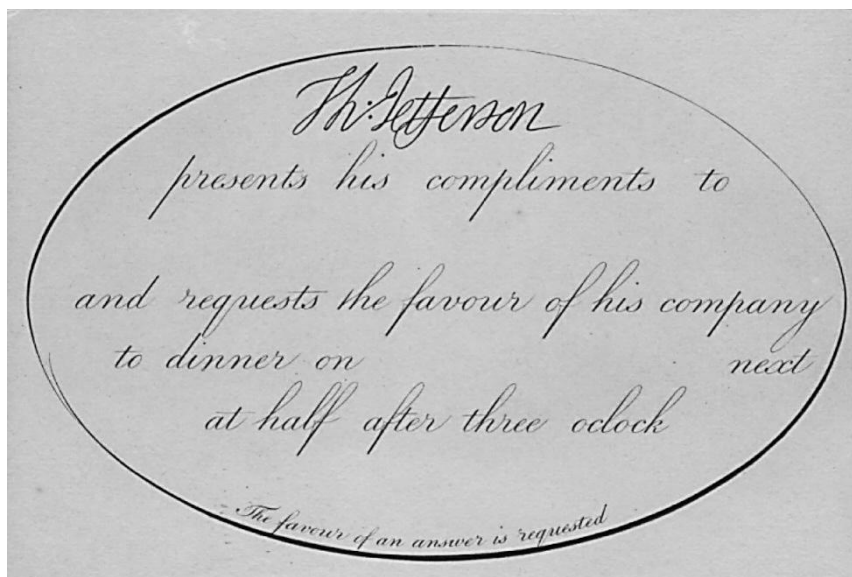 Th: Jefferson
presents his compliments to
and requests the favour of his company
to dinner on next
at half after three oclock
The favour of an answer is requested